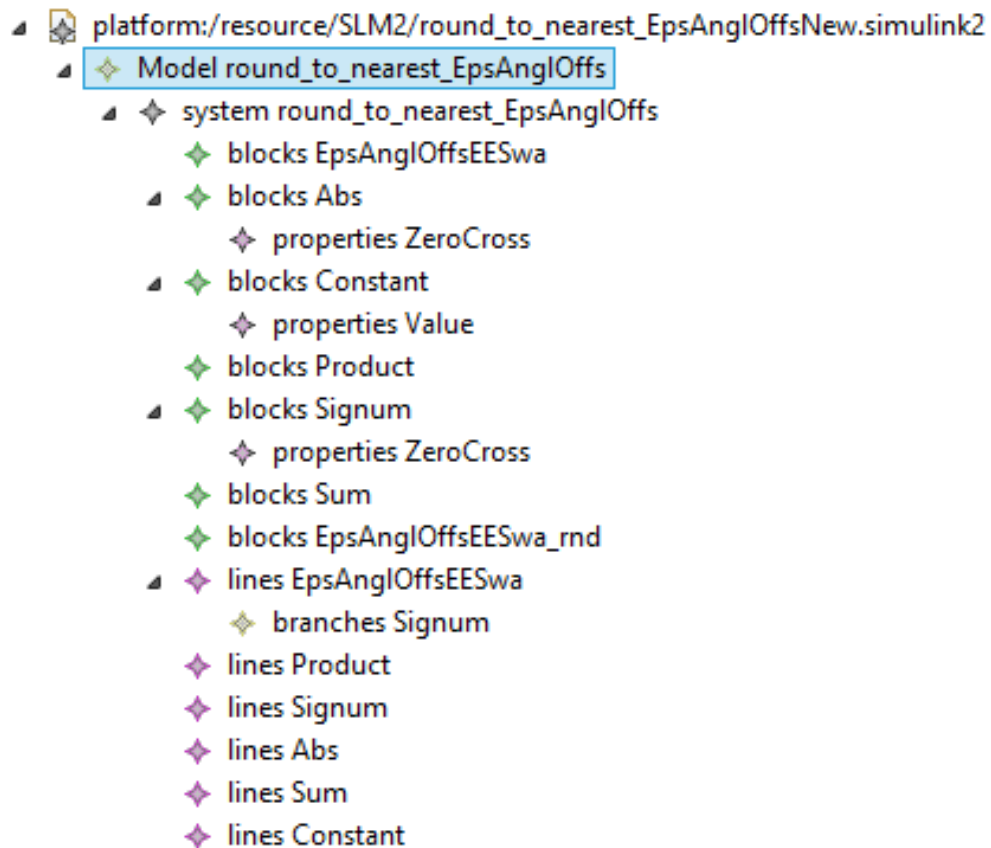 platform:/resource/SLM2/round_to_nearest_EpsAnglOffsNew.simulink2
Model round_to_nearest_EpsAnglOffs
system round_to_nearest_EpsAnglOffs
blocks EpsAnglOffsEESwa
blocks Abs
properties ZeroCross
blocks Constant
properties Value
blocks Product
blocks Signum
properties ZeroCross
blocks Sum
blocks EpsAnglOffsEESwa_rnd
lines EpsAnglOffsEESwa
branches Signum
lines Product
lines Signum
lines Abs
lines Sum
lines Constant